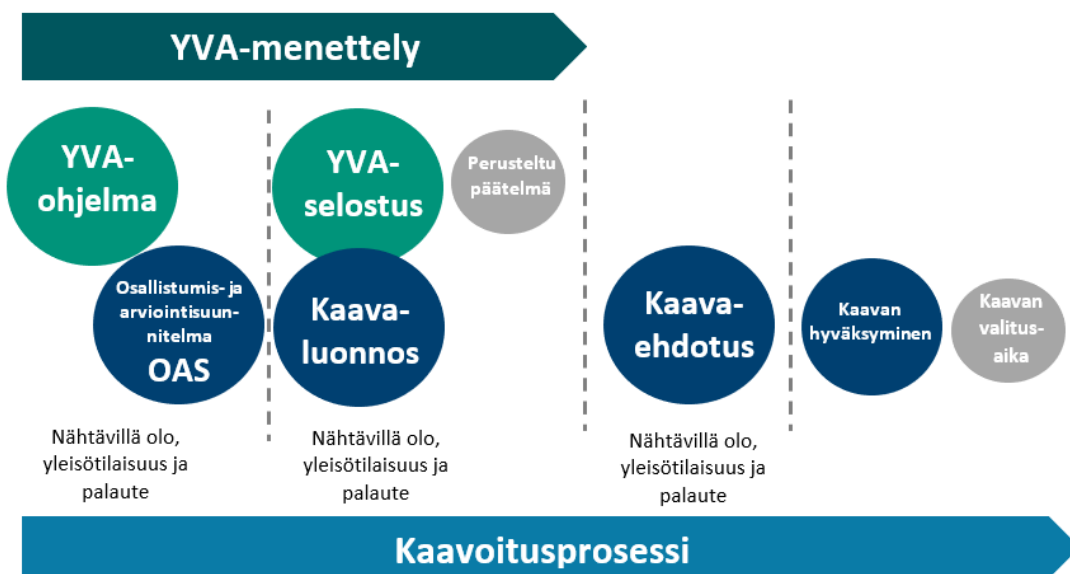 YVA-menettely
YVA-
ohjelma
YVA-
selostus
Perusteltu
päätelmä
Osallistumis- ja
arviointisuun-
nitelma
OAS
Kaava-
luonnos
Kaava-
ehdotus
Kaavan
hyväksyminen
Kaavan
valitus-
aika
Nähtävillä olo,
yleisötilaisuus ja
palaute
Nähtävillä olo,
yleisötilaisuus ja
palaute
Nähtävillä olo,
yleisötilaisuus ja
palaute
Kaavoitusprosessi